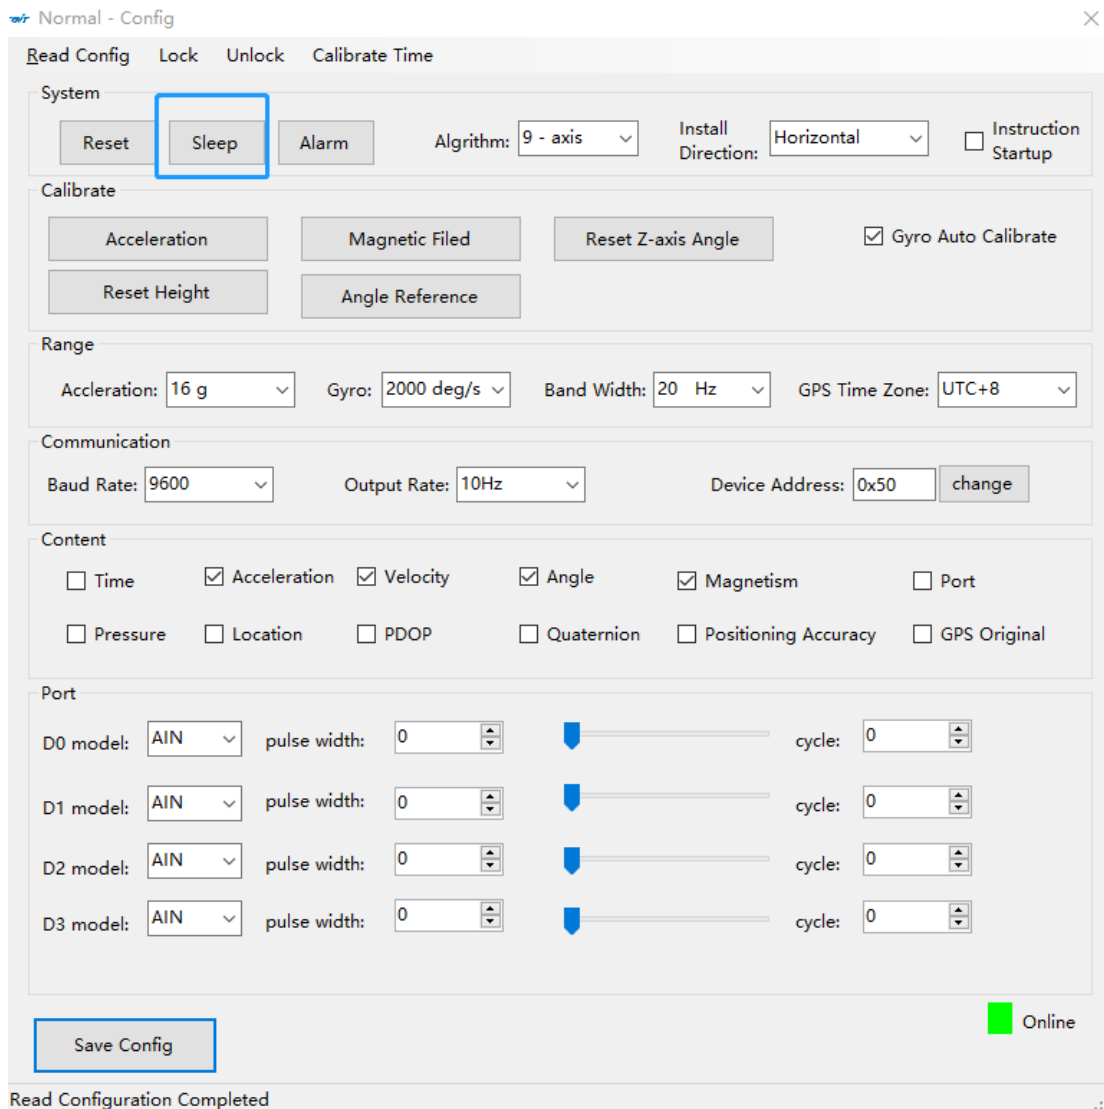 Normal - Config
Read Config Lock Unlock Calibrate Time
System
Reset Sleep Alarm Algrithm: 9 - axis Install Direction: Horizontal Instruction Startup
Calibrate
Acceleration Magnetic Filed Reset Z-axis Angle Gyro Auto Calibrate
Reset Height Angle Reference
Range
Accleration: 16 g Gyro: 2000 deg/s Band Width: 20 Hz GPS Time Zone: UTC+8
Communication
Baud Rate: 9600 Output Rate: 10Hz Device Address: 0x50 change
Content
Time Acceleration Velocity Angle Magnetism Port
Pressure Location PDOP Quaternion Positioning Accuracy GPS Original
Port
D0 model: AIN pulse width: 0 cycle: 0
D1 model: AIN pulse width: 0 cycle: 0
D2 model: AIN pulse width: 0 cycle: 0
D3 model: AIN pulse width: 0 cycle: 0
Online
Save Config
Read Configuration Completed